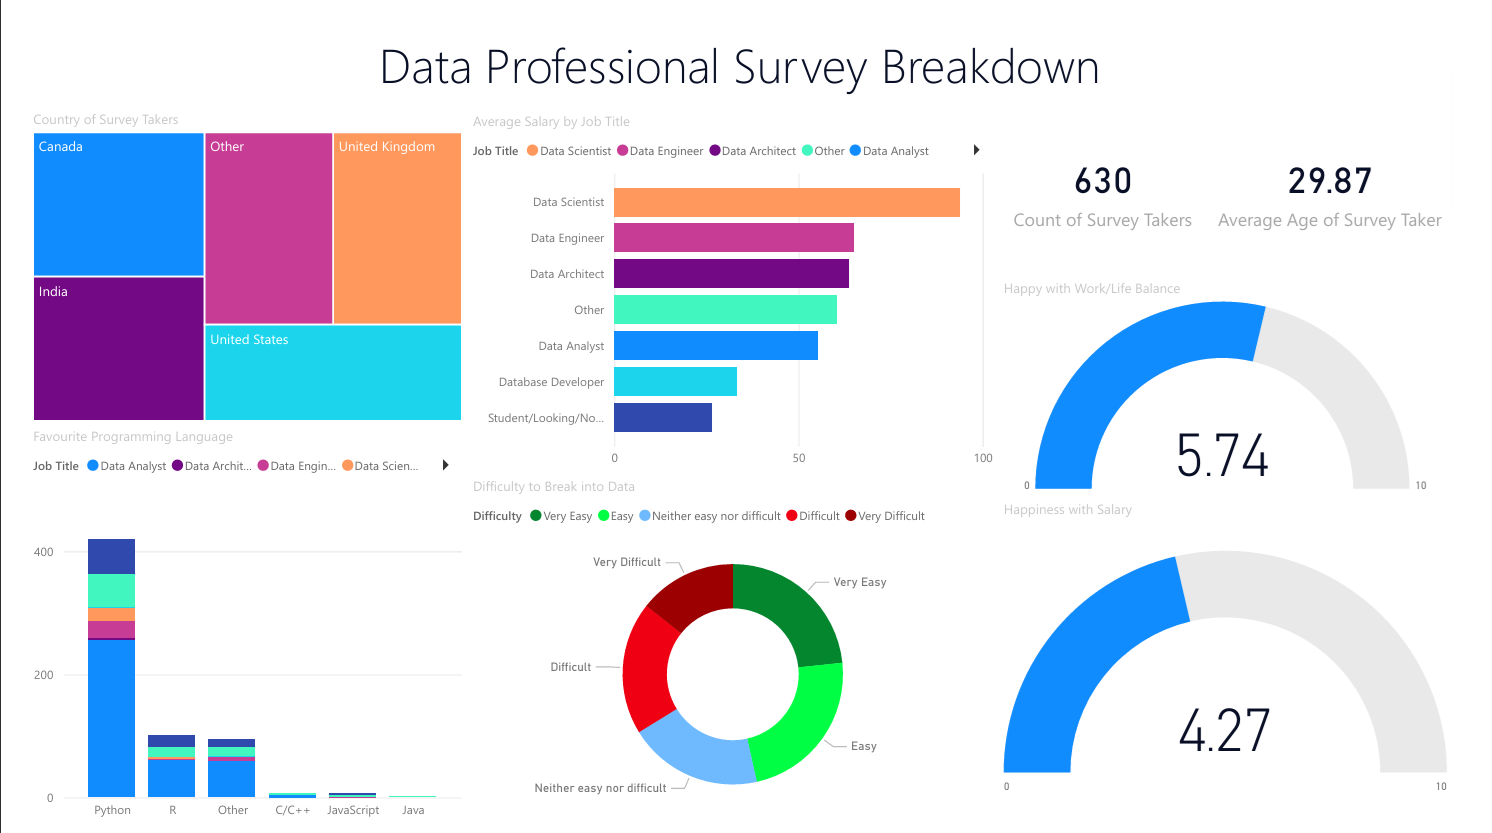 Data Professional Survey Breakdown
Country of Survey Takers
Canada
Other
United Kingdom
India
United States
Average Salary by Job Title
Job Title Data Scientist Data Engineer Data Architect Other Data Analyst
Data Scientist
Data Engineer
Data Architect
Other
Data Analyst
Database Developer
Student/Looking/No...
0 50 100
630
Count of Survey Takers
29.87
Average Age of Survey Taker
Happy with Work/Life Balance
5.74
0 10
Favourite Programming Language
Job Title Data Analyst Data Archit... Data Engin... Data Scien...
400
200
0
Python R Other C/C++ JavaScript Java
Difficulty to Break into Data
Difficulty Very Easy Easy Neither easy nor difficult Difficult Very Difficult
Very Difficult
Very Easy
Difficult
Easy
Neither easy nor difficult
Happiness with Salary
4.27
0 10